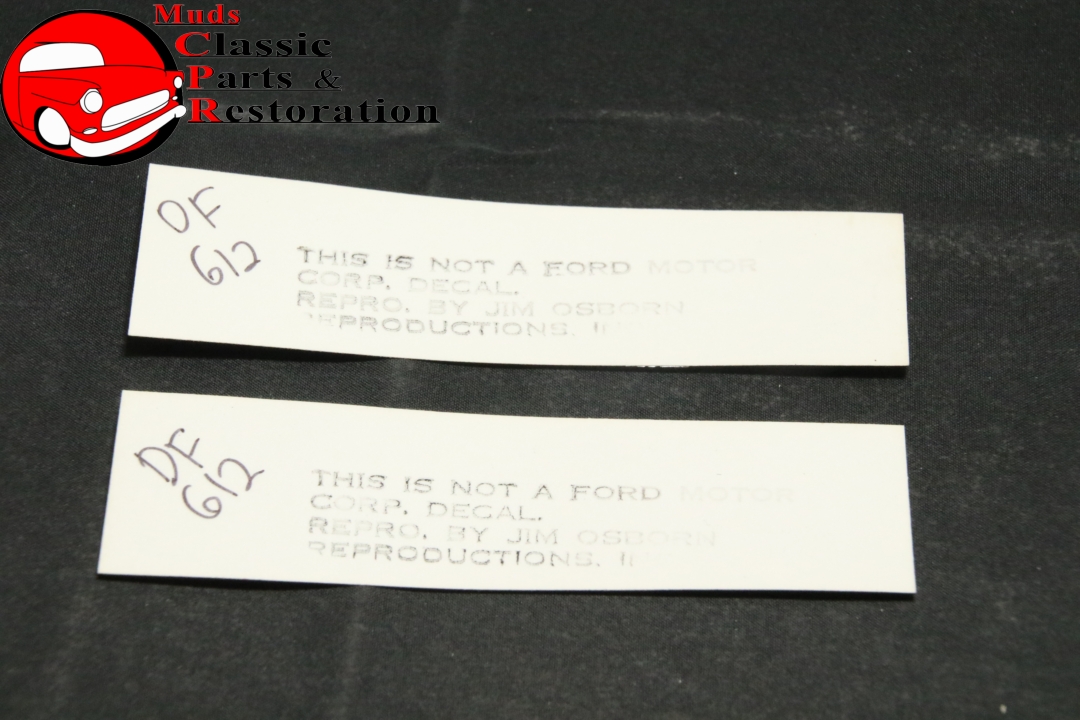 Muds
Classic
Parts &
Restoration
DF
612
THIS IS NOT A FORD MOTOR
CORP. DECAL.
REPRO. BY JIM OSBORN
REPRODUCTIONS.
DF
612
THIS IS NOT A FORD MOTOR
CORP. DECAL.
REPRO. BY JIM OSBORN
REPRODUCTIONS.